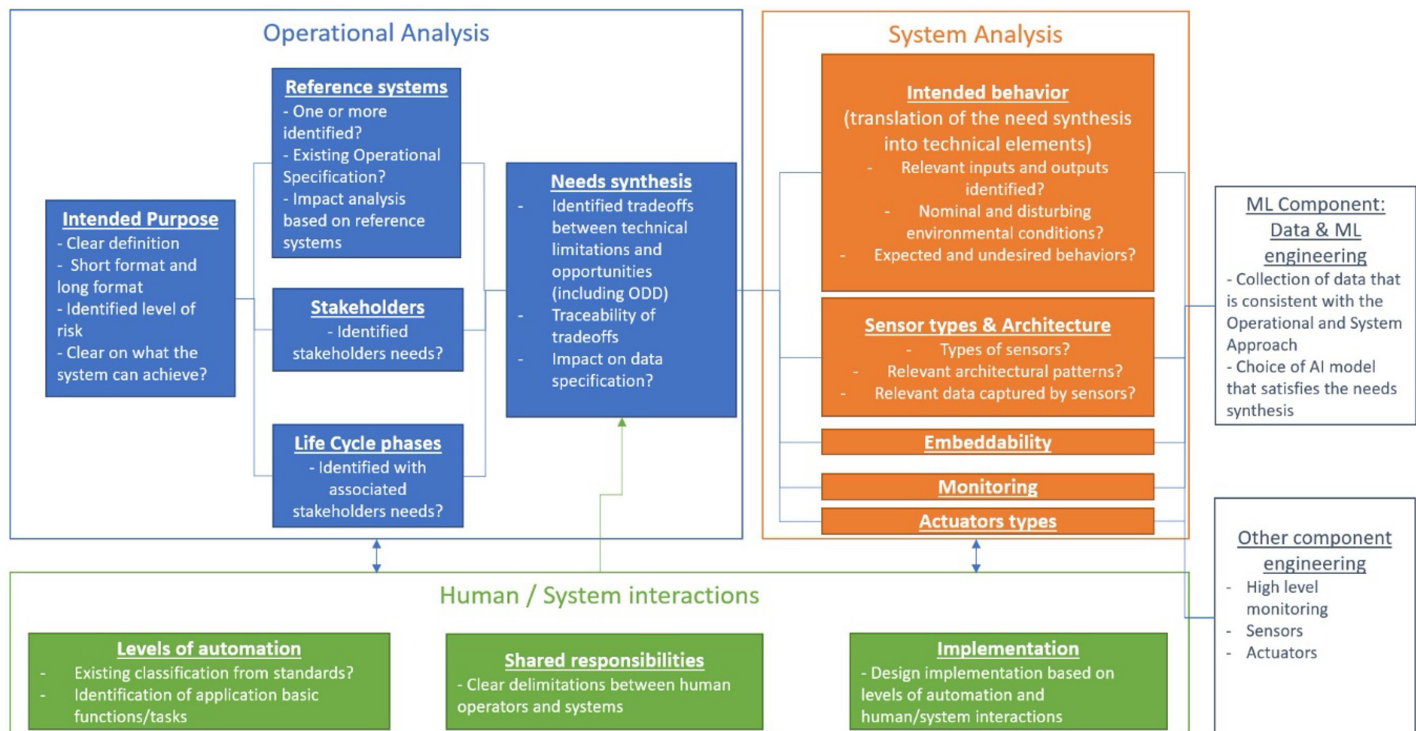 Operational Analysis
Intended Purpose
- Clear definition
- Short format and
long format
- Identified level of
risk
- Clear on what the
system can achieve?
Reference systems
- One or more
identified?
- Existing Operational
Specification?
- Impact analysis
based on reference
systems
Stakeholders
- Identified
stakeholders needs?
Life Cycle phases
- Identified with
associated
stakeholders needs?
Needs synthesis
- Identified tradeoffs
between technical
limitations and
opportunities
(including ODD)
- Traceability of
tradeoffs
- Impact on data
specification?
System Analysis
Intended behavior
(translation of the need synthesis
into technical elements)
- Relevant inputs and outputs
identified?
- Nominal and disturbing
environmental conditions?
- Expected and undesired behaviors?
Sensor types & Architecture
- Types of sensors?
- Relevant architectural patterns?
- Relevant data captured by sensors?
Embeddability
Monitoring
Actuators types
ML Component:
Data & ML
engineering
- Collection of data that
is consistent with the
Operational and System
Approach
- Choice of AI model
that satisfies the needs
synthesis
Other component
engineering
- High level
monitoring
- Sensors
- Actuators
Human / System interactions
Levels of automation
- Existing classification from standards?
- Identification of application basic
functions/tasks
Shared responsibilities
- Clear delimitations between human
operators and systems
Implementation
- Design implementation based on
levels of automation and
human/system interactions